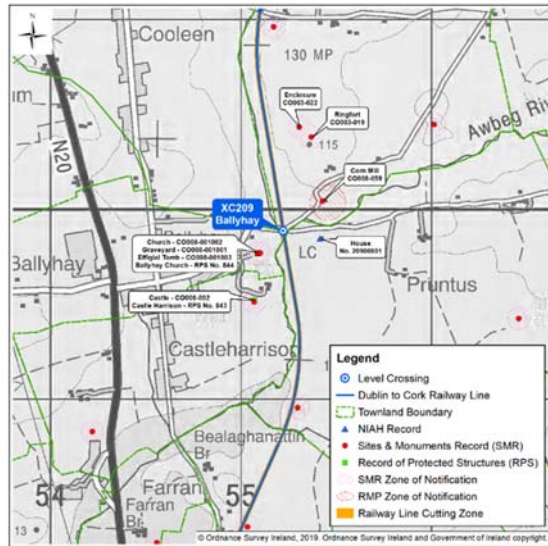 Cooleen
130 MP
Enclosure
CO003-022
Ringfort
CO003-019
115
Awbeg Riv
N20
Corn Mill
XC209
Ballyhay
Church - CO008-001002
Graveyard - CO008-001001
Effigial Tomb - CO008-001003
Ballyhay Church - RPS No. 844
LC
House
Ballyhay
Castle - CO008-002
Castle Harrison - RPS No. 843
Pruntus
Castleharrison
Legend
Level Crossing
Dublin to Cork Railway Line
Townland Boundary
NIAH Record
Sites & Monuments Record (SMR)
Record of Protected Structures (RPS)
SMR Zone of Notification
RMP Zone of Notification
Railway Line Cutting Zone
Bealaghanattin
Br
54
55
Farran
Farran
Br
13
© Ordnance Survey Ireland, 2019. Ordnance Survey Ireland and Government of Ireland copyright.